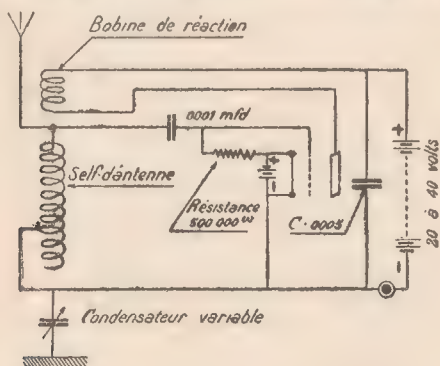 Bobine de réaction
0001 mfd
Self-d'antenne
Résistance
500 000 ω
C. 0005
20 à 40 volts
+
-
+
-
Condensateur variable